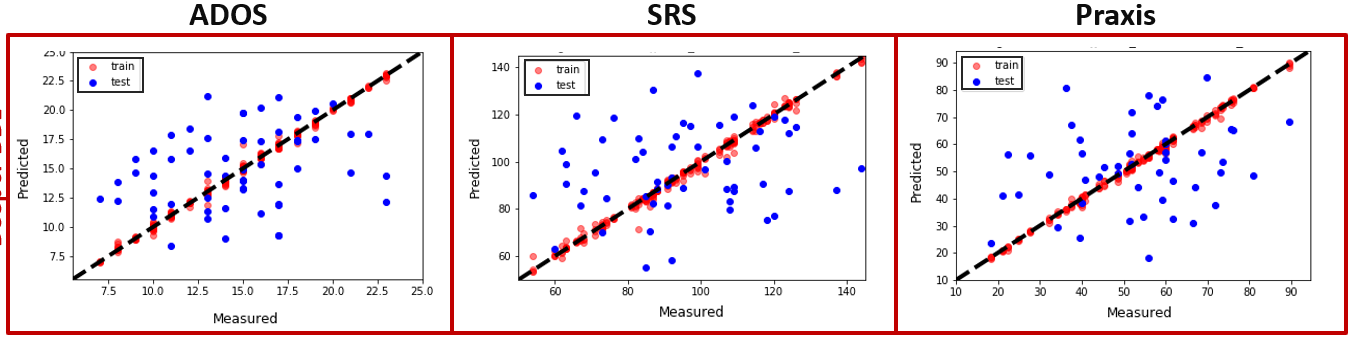 ADOS SRS Praxis
train
test
25.0
22.5
20.0
17.5
15.0
12.5
10.0
7.5
Predicted
7.5 10.0 12.5 15.0 17.5 20.0 22.5 25.0
Measured
train
test
140
120
100
80
60
Predicted
60 80 100 120 140
Measured
train
test
90
80
70
60
50
40
30
20
10
Predicted
10 20 30 40 50 60 70 80 90
Measured